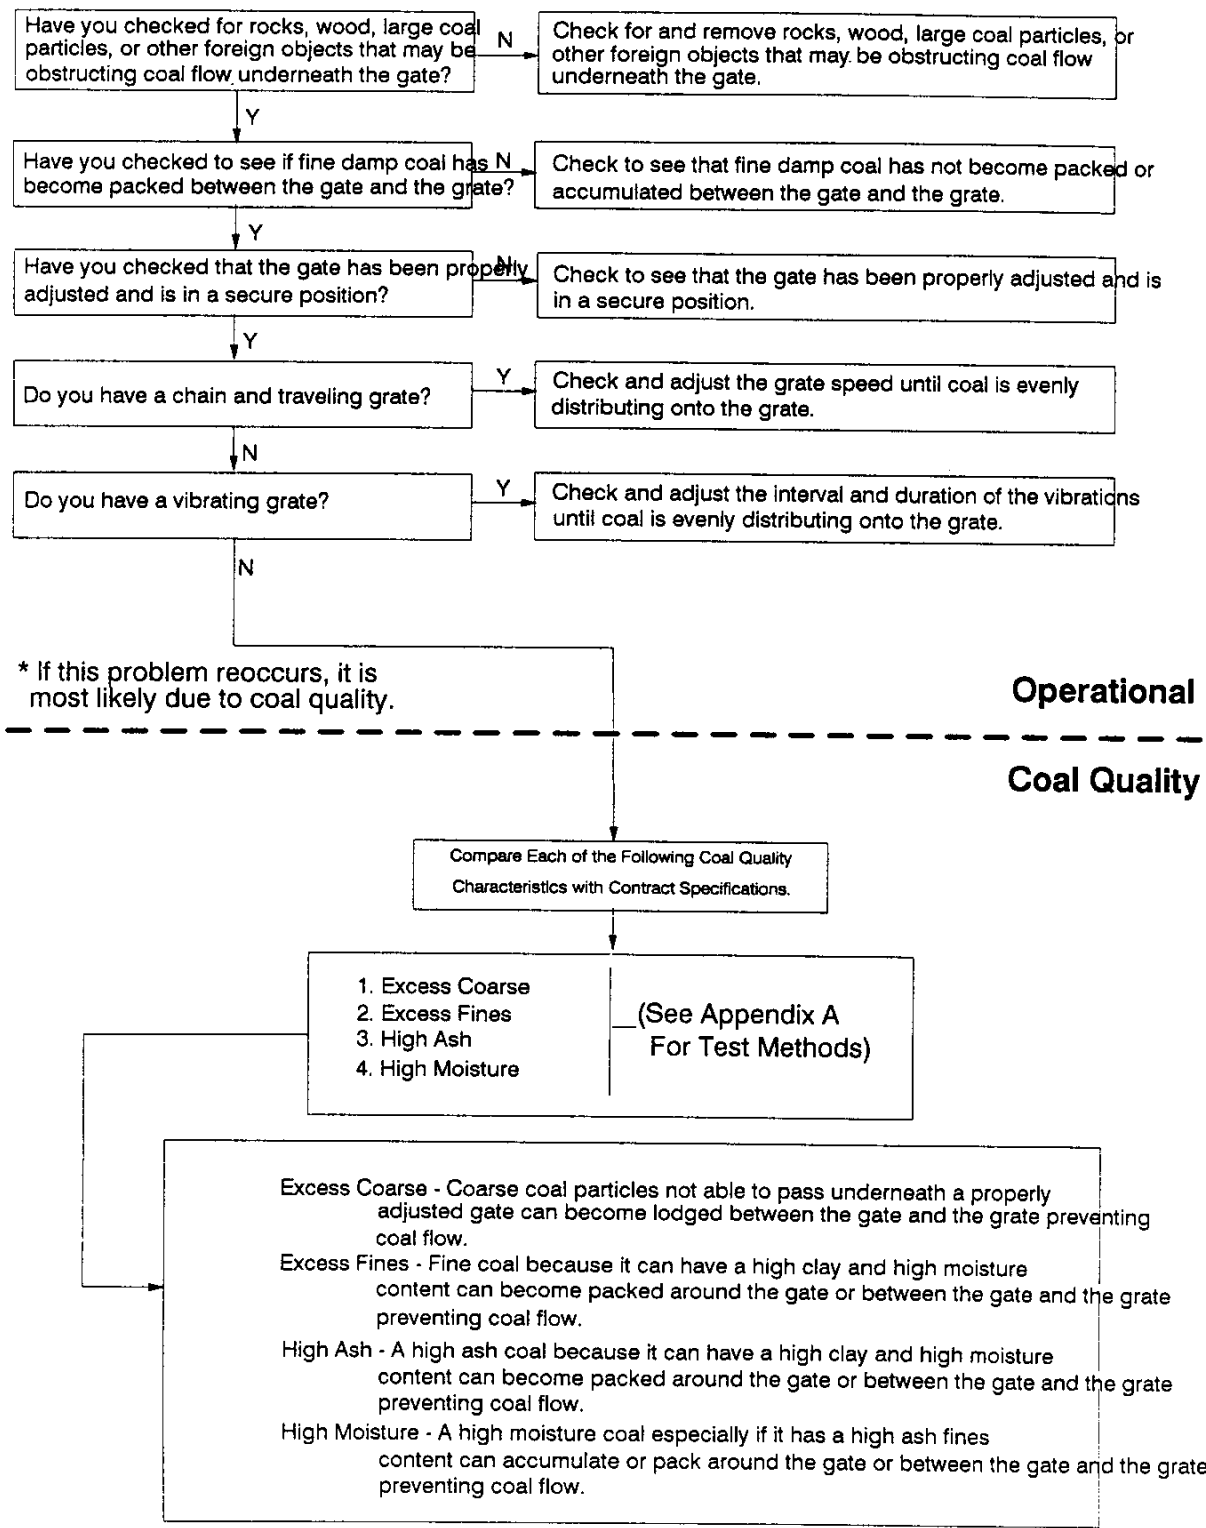 Have you checked for rocks, wood, large coal
particles, or other foreign objects that may be
obstructing coal flow underneath the gate?
N
Check for and remove rocks, wood, large coal particles, or
other foreign objects that may be obstructing coal flow
underneath the gate.
Y
Have you checked to see if fine damp coal has
become packed between the gate and the grate?
N
Check to see that fine damp coal has not become packed or
accumulated between the gate and the grate.
Y
Have you checked that the gate has been properly
adjusted and is in a secure position?
N
Check to see that the gate has been properly adjusted and is
in a secure position.
Y
Do you have a chain and traveling grate?
Y
Check and adjust the grate speed until coal is evenly
distributing onto the grate.
N
Do you have a vibrating grate?
Y
Check and adjust the interval and duration of the vibrations
until coal is evenly distributing onto the grate.
N
* If this problem reoccurs, it is
most likely due to coal quality.
Operational
Coal Quality
Compare Each of the Following Coal Quality
Characteristics with Contract Specifications.
1. Excess Coarse
2. Excess Fines
3. High Ash
4. High Moisture
(See Appendix A
For Test Methods)
Excess Coarse - Coarse coal particles not able to pass underneath a properly
adjusted gate can become lodged between the gate and the grate preventing
coal flow.
Excess Fines - Fine coal because it can have a high clay and high moisture
content can become packed around the gate or between the gate and the grate
preventing coal flow.
High Ash - A high ash coal because it can have a high clay and high moisture
content can become packed around the gate or between the gate and the grate
preventing coal flow.
High Moisture - A high moisture coal especially if it has a high ash fines
content can accumulate or pack around the gate or between the gate and the grate
preventing coal flow.